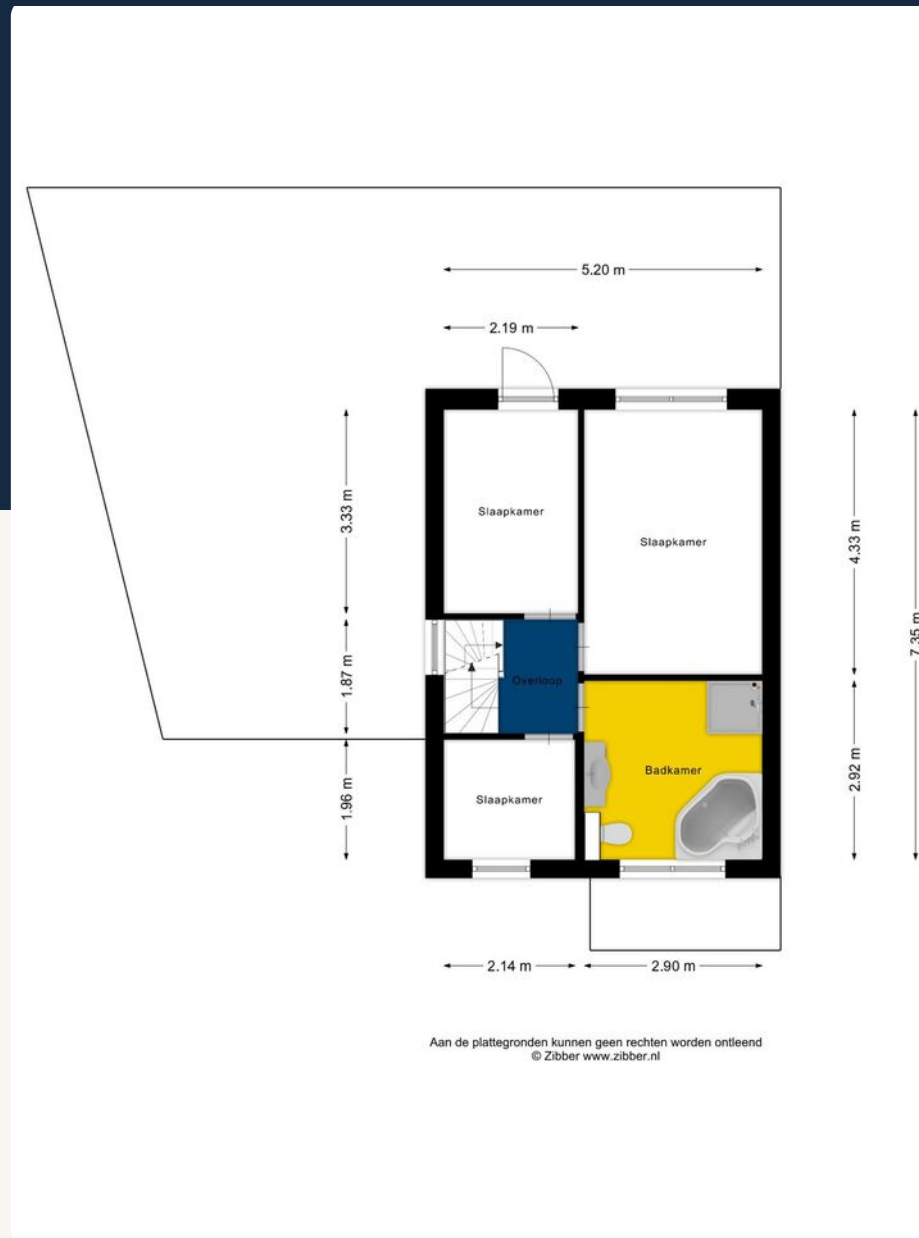 5.20 m
2.19 m
3.33 m
Slaapkamer
Slaapkamer
4.33 m
7.35 m
1.87 m
Overloop
Badkamer
2.92 m
1.96 m
Slaapkamer
2.14 m
2.90 m
Aan de plattegronden kunnen geen rechten worden ontleend
© Zibber www.zibber.nl